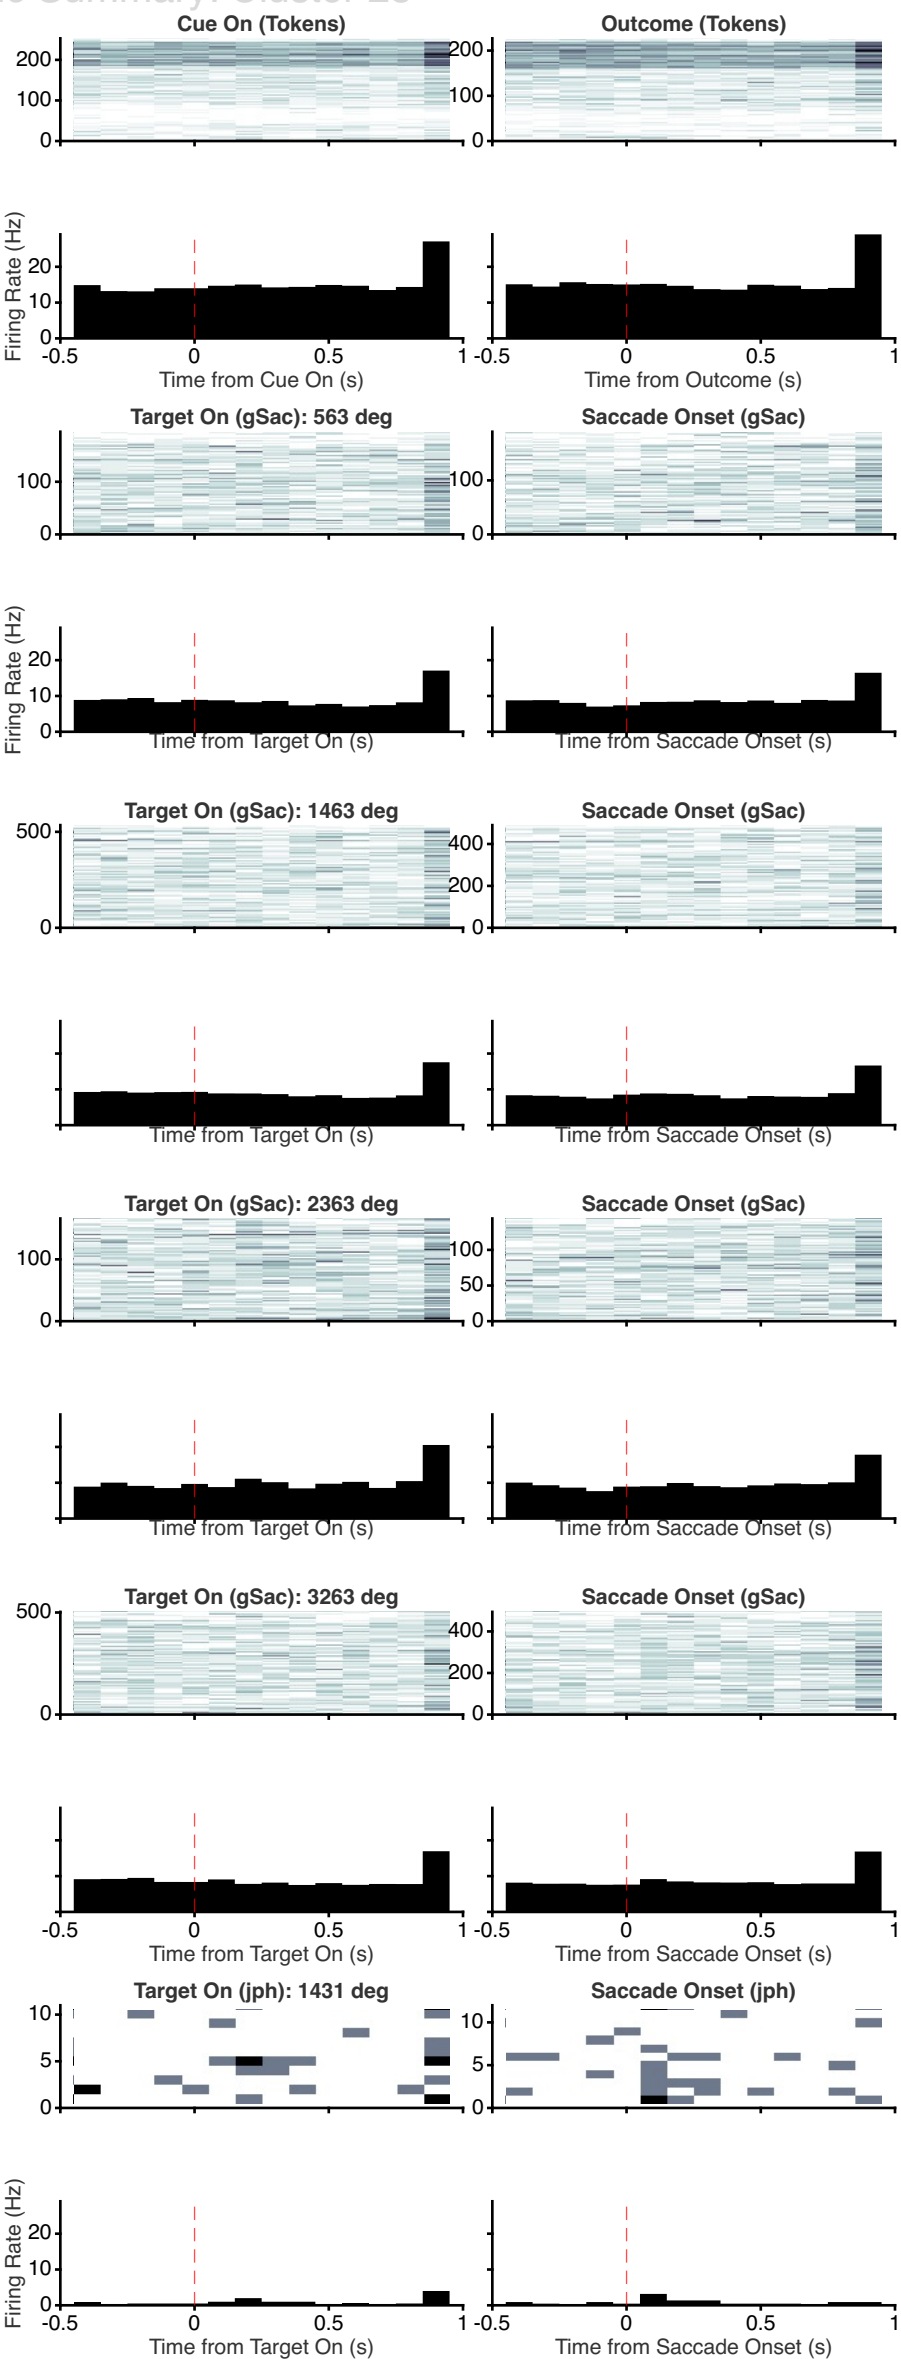 Summary: Cluster
Cue On (Tokens) Outcome (Tokens)
200 200
100 100
0 0
Firing Rate (Hz)
20
10
0
-0.5 0 0.5 1 -0.5 0 0.5 1
Time from Cue On (s) Time from Outcome (s)
Target On (gSac): 563 deg Saccade Onset (gSac)
100 100
0 0
Firing Rate (Hz)
20
10
0
Time from Target On (s) Time from Saccade Onset (s)
Target On (gSac): 1463 deg Saccade Onset (gSac)
500 400
200
0 0
Time from Target On (s) Time from Saccade Onset (s)
Target On (gSac): 2363 deg Saccade Onset (gSac)
100 100
50
0 0
Time from Target On (s) Time from Saccade Onset (s)
Target On (gSac): 3263 deg Saccade Onset (gSac)
500 400
200
0 0
-0.5 0 0.5 1 -0.5 0 0.5 1
Time from Target On (s) Time from Saccade Onset (s)
Target On (jph): 1431 deg Saccade Onset (jph)
10 10
5 5
0 0
Firing Rate (Hz)
20
10
0
-0.5 0 0.5 1 -0.5 0 0.5 1
Time from Target On (s) Time from Saccade Onset (s)